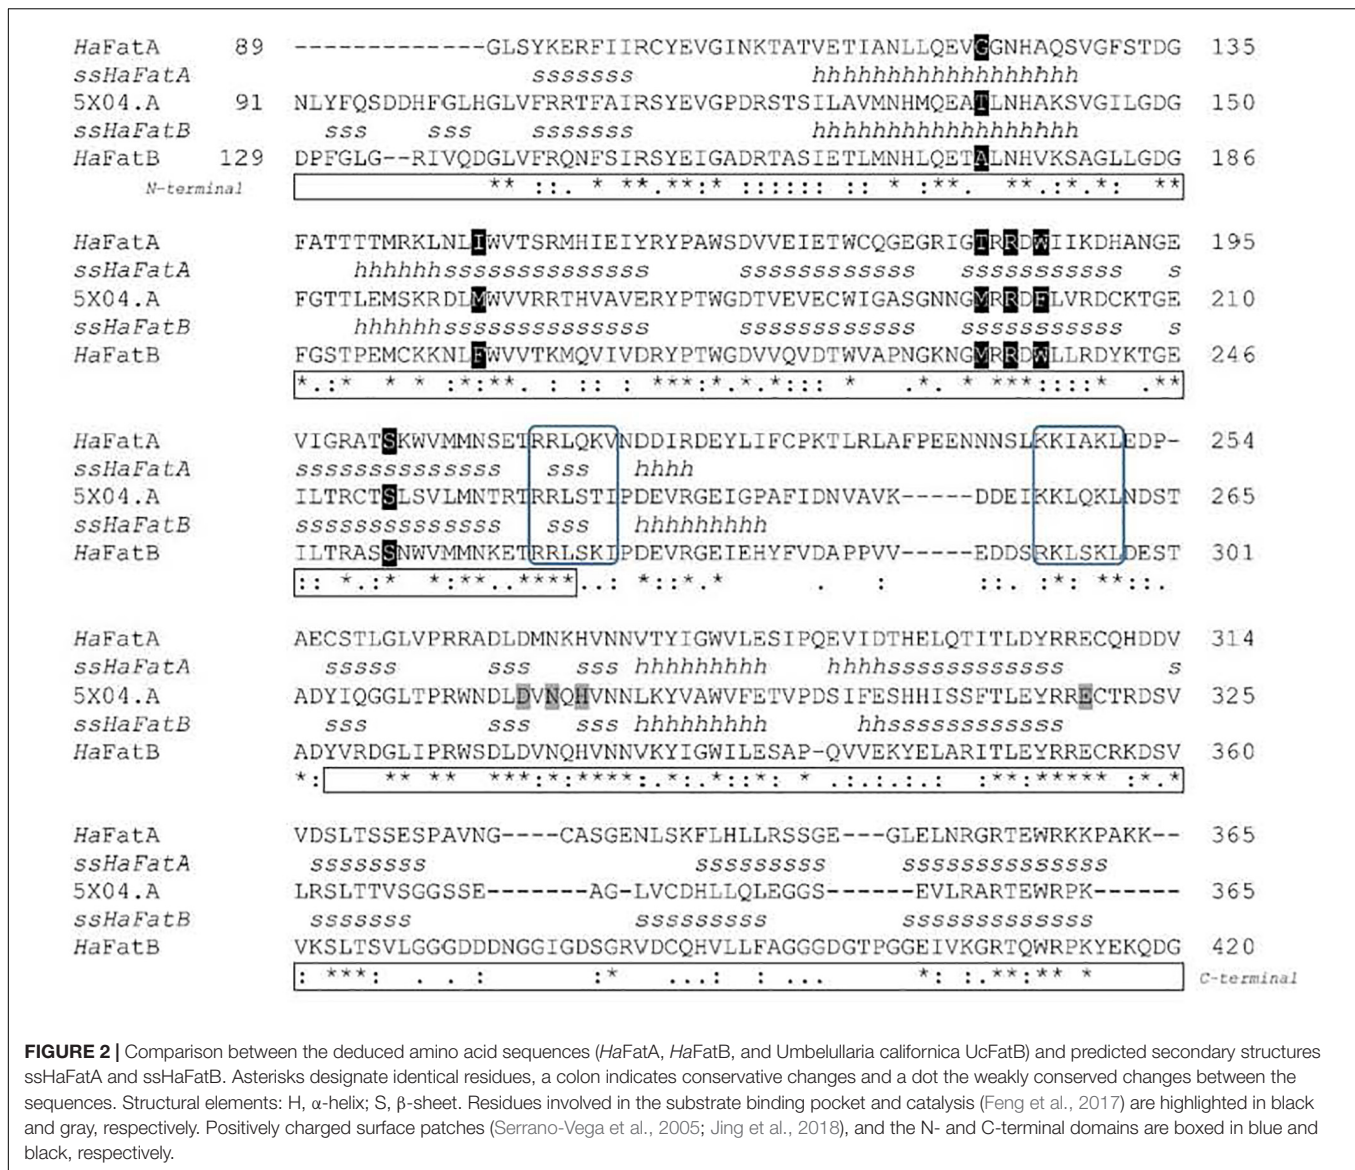 HaFatA 89 -------------GLSYKERFIIRCYEVGINKTATVETIANLLQEVGGNHAQSVGFSTDG 135
ssHaFatA sssssss hhhhhhhhhhhhhhhhhh
5X04.A 91 NLYFQSDDHFGLHGLVFRRTFAIRSYEVGPDRSTSILAVMNHMQEATLNHAKSVGILGDG 150
ssHaFatB sss sss sssssss hhhhhhhhhhhhhhhhhh
HaFatB 129 DPFGLG--RIVQDGLVFRQNFSIRSYEIGADRTASIETLMNHLQETALNHVKSAGLLGDG 186
N-terminal ** ::. * **.**:* :::::: :: * :**. **.:*.*: **
HaFatA FATTTTMRKLNLIWVTSRMHIEIYRYPAWSDVVEIETWCQGEGRIGTRRDWIIKDHANGE 195
ssHaFatA hhhhhhssssssssssssss ssssssssssss sssssssssss s
5X04.A FGTTLEMSKRDLMWVVRRTHVAVERYPTWGDTVEVECWIGASGNNGMRRDFLVRDCKTGE 210
ssHaFatB hhhhhhssssssssssssss ssssssssssss sssssssssss s
HaFatB FGSTPEMCKKNLFWVVTKMQVIVDRYPTWGDVVQVDTWVAPNGKNGMRRDWLLRDYKTGE 246
*.:* * * :*:**. : :: : ***:*.*.*::: * .*. * ***::::* .**
HaFatA VIGRATSKWVMMNSETRRLQKVNDDIRDEYLIFCPKTLRLAFPEENNNSLKKIAKLEDP- 254
ssHaFatA ssssssssssssss sss hhhh
5X04.A ILTRCTSLSVLMNTRTRRLSTIPDEVRGEIGPAFIDNVAVK-----DDEIKKLQKLNDST 265
ssHaFatB ssssssssssssss sss hhhhhhhhh
HaFatB ILTRASSNWVMMNKETRRLSKIPDEVRGEIEHYFVDAPPVV-----EDDSRKLSKLDEST 301
:: *.:* *:**..****..: *::*.* . : ::. :*: **::.
HaFatA AECSTLGLVPRRADLDMNKHVNNVTYIGWVLESIPQEVIDTHELQTITLDYRRECQHDDV 314
ssHaFatA sssss sss sss hhhhhhhhh hhhhssssssssssss s
5X04.A ADYIQGGLTPRWNDLDVNQHVNNLKYVAWVFETVPDSIFESHHISSFTLEYRRECTRDSV 325
ssHaFatB sss sss sss hhhhhhhhh hhssssssssssss
HaFatB ADYVRDGLIPRWSDLDVNQHVNNVKYIGWILESAP-QVVEKYELARITLEYRRECRKDSV 360
*: ** ** ***:*:****:.*:.*::*: * .:.:.:.: :**:***** :*.*
HaFatA VDSLTSSESPAVNG----CASGENLSKFLHLLRSSGE---GLELNRGRTEWRKKPAKK-- 365
ssHaFatA ssssssss sssssssss ssssssssssssss
5X04.A LRSLTTVSGGSSE-------AG-LVCDHLLQLEGGS------EVLRARTEWRPK------ 365
ssHaFatB sssssss sssssssss sssssssssssss
HaFatB VKSLTSVLGGGDDDNGGIGDSGRVDCQHVLLFAGGGDGTPGGEIVKGRTQWRPKYEKQDG 420
: ***: . . : :* ...: : ... *: :.**:** * C-terminal
FIGURE 2 | Comparison between the deduced amino acid sequences (HaFatA, HaFatB, and Umbelullaria californica UcFatB) and predicted secondary structures
ssHaFatA and ssHaFatB. Asterisks designate identical residues, a colon indicates conservative changes and a dot the weakly conserved changes between the
sequences. Structural elements: H, α-helix; S, β-sheet. Residues involved in the substrate binding pocket and catalysis (Feng et al., 2017) are highlighted in black
and gray, respectively. Positively charged surface patches (Serrano-Vega et al., 2005; Jing et al., 2018), and the N- and C-terminal domains are boxed in blue and
black, respectively.